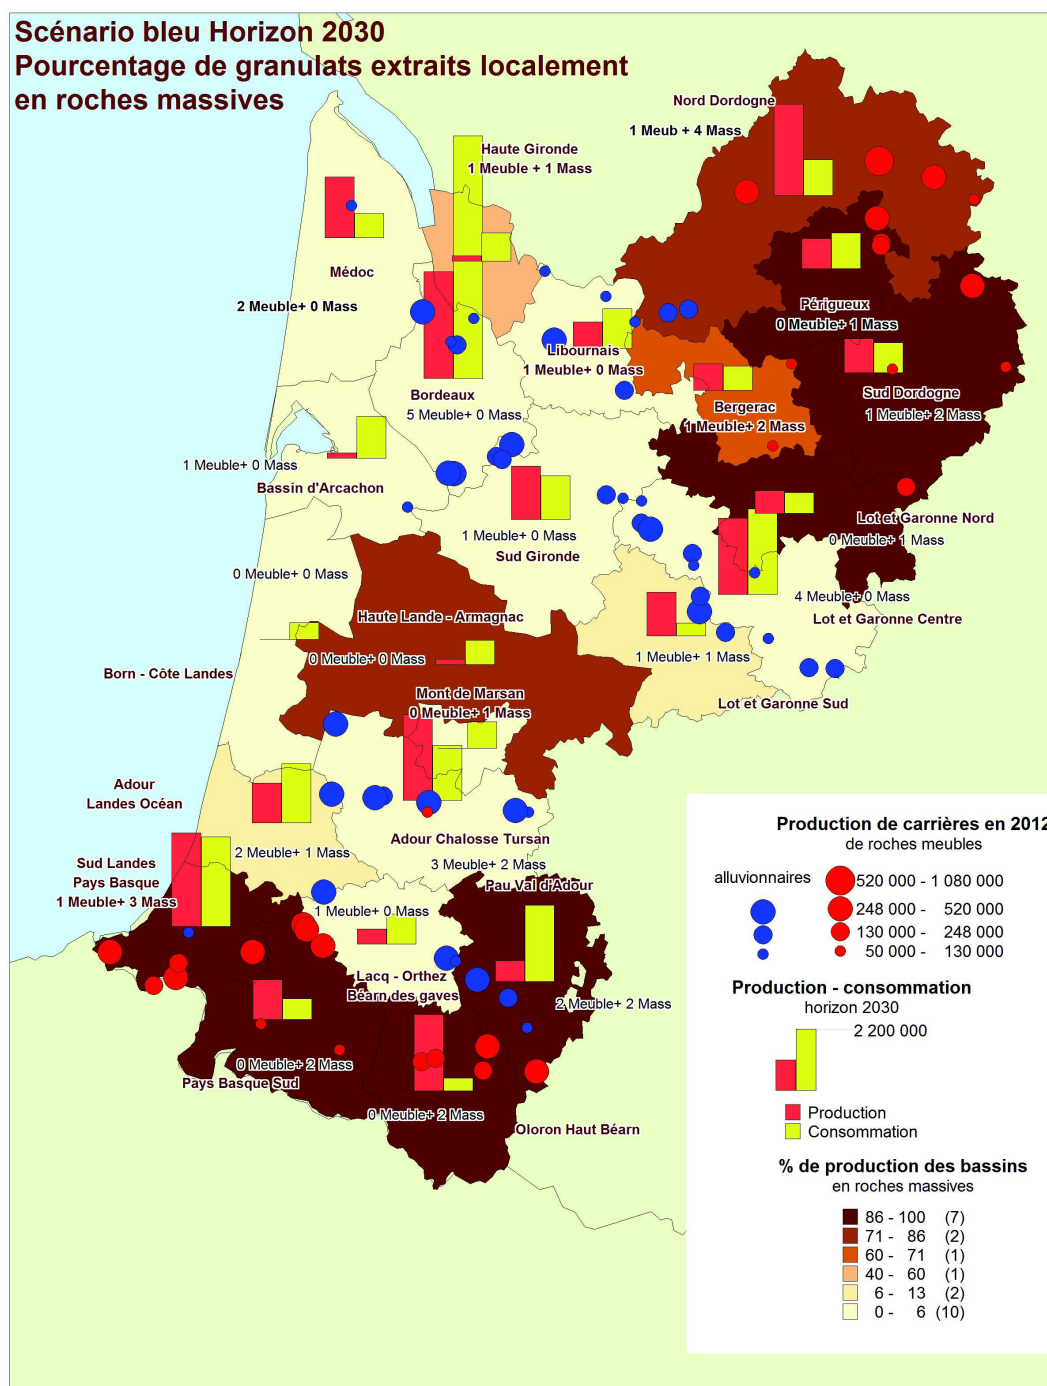 Scénario bleu Horizon 2030
Pourcentage de granulats extraits localement
en roches massives
Nord Dordogne
1 Meub + 4 Mass
Haute Gironde
1 Meuble + 1 Mass
Médoc
2 Meuble+ 0 Mass
Périgueux
0 Meuble+ 1 Mass
Libournais
1 Meuble+ 0 Mass
Sud Dordogne
1 Meuble+ 2 Mass
Bordeaux
5 Meuble+ 0 Mass
Bergerac
1 Meuble+ 2 Mass
1 Meuble+ 0 Mass
Bassin d'Arcachon
Lot et Garonne Nord
0 Meuble+ 1 Mass
1 Meuble+ 0 Mass
Sud Gironde
0 Meuble+ 0 Mass
4 Meuble+ 0 Mass
Lot et Garonne Centre
Haute Lande - Armagnac
0 Meuble+ 0 Mass
1 Meuble+ 1 Mass
Born - Côte Landes
Mont de Marsan
0 Meuble+ 1 Mass
Lot et Garonne Sud
Adour
Landes Océan
Adour Chalosse Tursan
3 Meuble+ 2 Mass
2 Meuble+ 1 Mass
Sud Landes
Pays Basque
1 Meuble+ 3 Mass
Pau Val d'Adour
1 Meuble+ 0 Mass
Lacq - Orthez
Béarn des gaves
2 Meuble+ 2 Mass
0 Meuble+ 2 Mass
Pays Basque Sud
0 Meuble+ 2 Mass
Oloron Haut Béarn
Production de carrières en 2012
de roches meubles
alluvionnaires
520 000 - 1 080 000
248 000 - 520 000
130 000 - 248 000
50 000 - 130 000
Production - consommation
horizon 2030
2 200 000
Production
Consommation
% de production des bassins
en roches massives
86 - 100 (7)
71 - 86 (2)
60 - 71 (1)
40 - 60 (1)
6 - 13 (2)
0 - 6 (10)